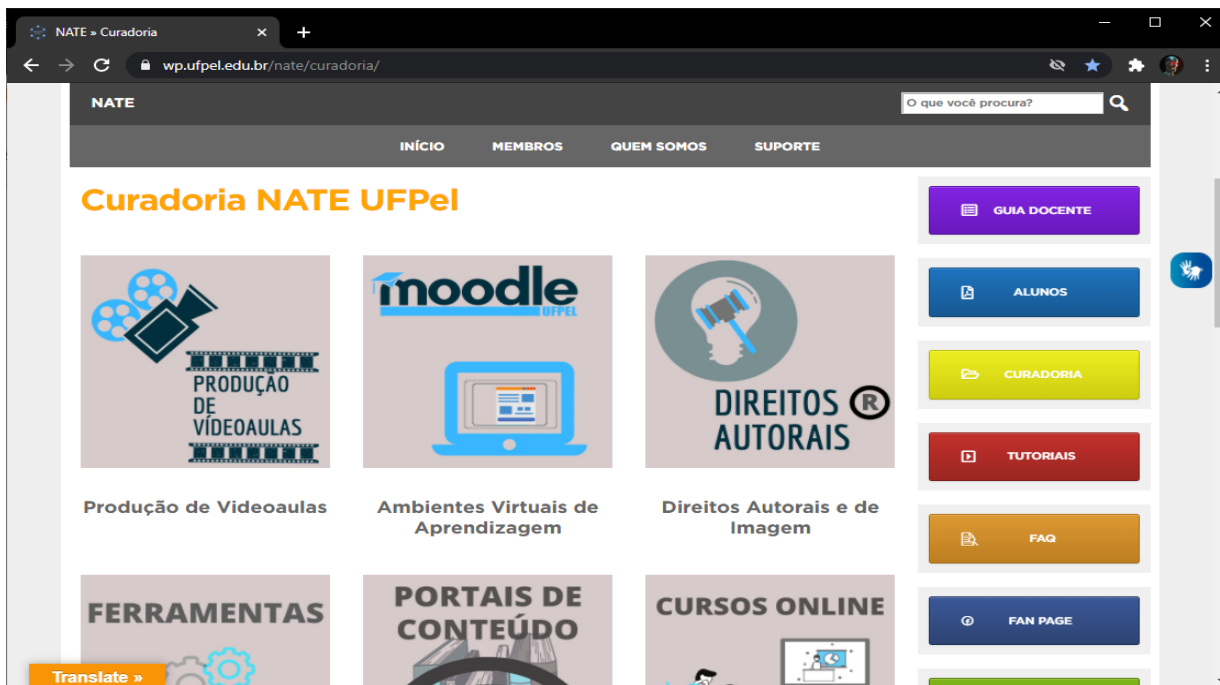 NATE » Curadoria
wp.ufpel.edu.br/nate/curadoria/
NATE
O que você procura?
INÍCIO MEMBROS QUEM SOMOS SUPORTE
Curadoria NATE UFPel
PRODUÇÃO
DE
VÍDEOAULAS
Produção de Videoaulas
moodle
UFPEL
Ambientes Virtuais de
Aprendizagem
DIREITOS ®
AUTORAIS
Direitos Autorais e de
Imagem
FERRAMENTAS
PORTAIS DE
CONTEÚDO
CURSOS ONLINE
GUIA DOCENTE
ALUNOS
CURADORIA
TUTORIAIS
FAQ
FAN PAGE
Translate »